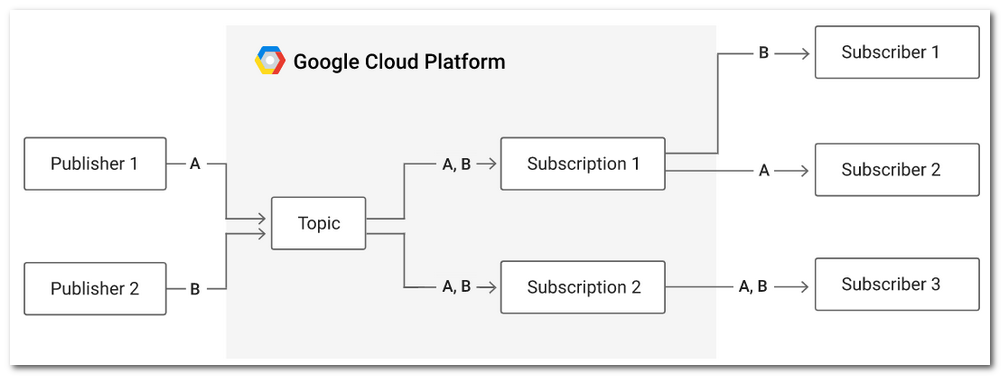 Google Cloud Platform
B
Subscriber 1
Publisher 1
A
A, B
Subscription 1
A
Subscriber 2
Topic
Publisher 2
B
A, B
Subscription 2
A, B
Subscriber 3